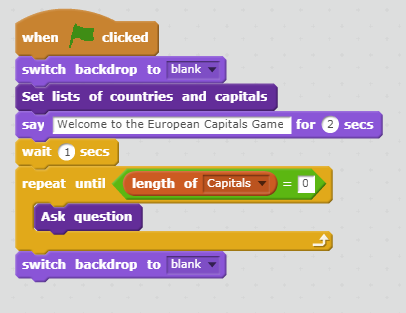 when clicked
switch backdrop to blank
Set lists of countries and capitals
say Welcome to the European Capitals Game for 2 secs
wait 1 secs
repeat until length of Capitals = 0
Ask question
switch backdrop to blank